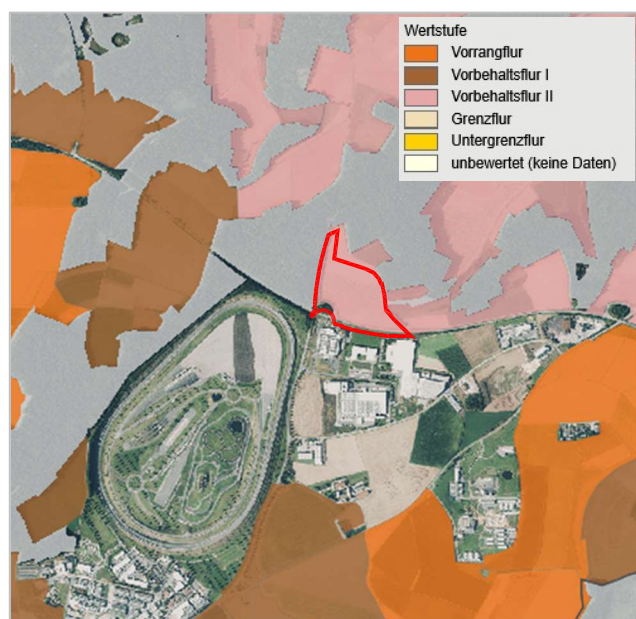 Wertstufe
Vorrangflur
Vorbehaltsflur I
Vorbehaltsflur II
Grenzflur
Untergrenzflur
unbewertet (keine Daten)